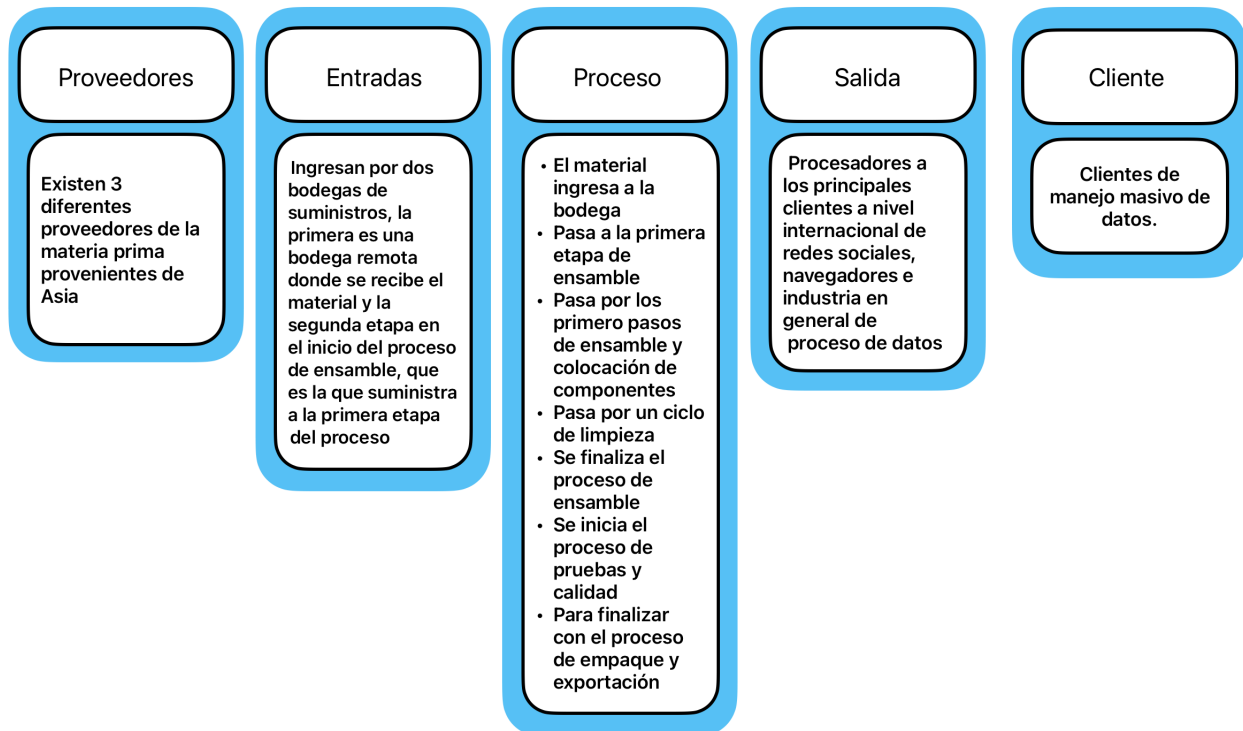 Proveedores
Existen 3
diferentes
proveedores de la
materia prima
provenientes de
Asia
Entradas
Ingresan por dos
bodegas de
suministros, la
primera es una
bodega remota
donde se recibe el
material y la
segunda etapa en
el inicio del proceso
de ensamble, que
es la que suministra
a la primera etapa
del proceso
Proceso
• El material
ingresa a la
bodega
• Pasa a la primera
etapa de
ensamble
• Pasa por los
primero pasos
de ensamble y
colocación de
componentes
• Pasa por un ciclo
de limpieza
• Se finaliza el
proceso de
ensamble
• Se inicia el
proceso de
pruebas y
calidad
• Para finalizar
con el proceso
de empaque y
exportación
Salida
Procesadores a
los principales
clientes a nivel
internacional de
redes sociales,
navegadores e
industria en
general de
proceso de datos
Cliente
Clientes de
manejo masivo de
datos.